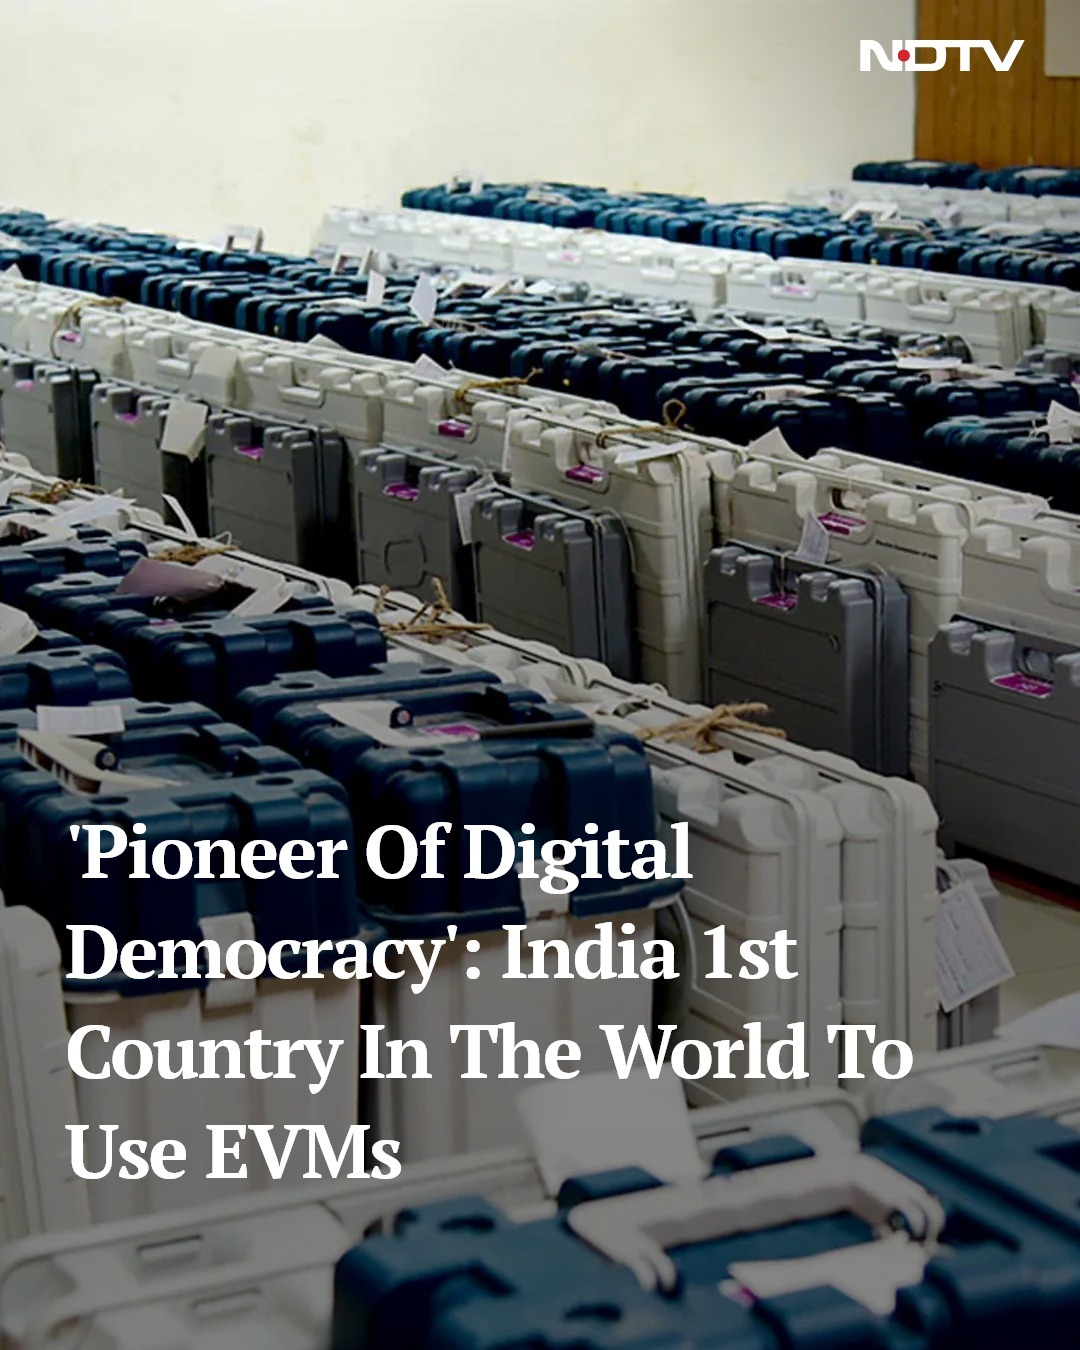 NDTV
'Pioneer Of Digital
Democracy': India 1st
Country In The World To
Use EVMs